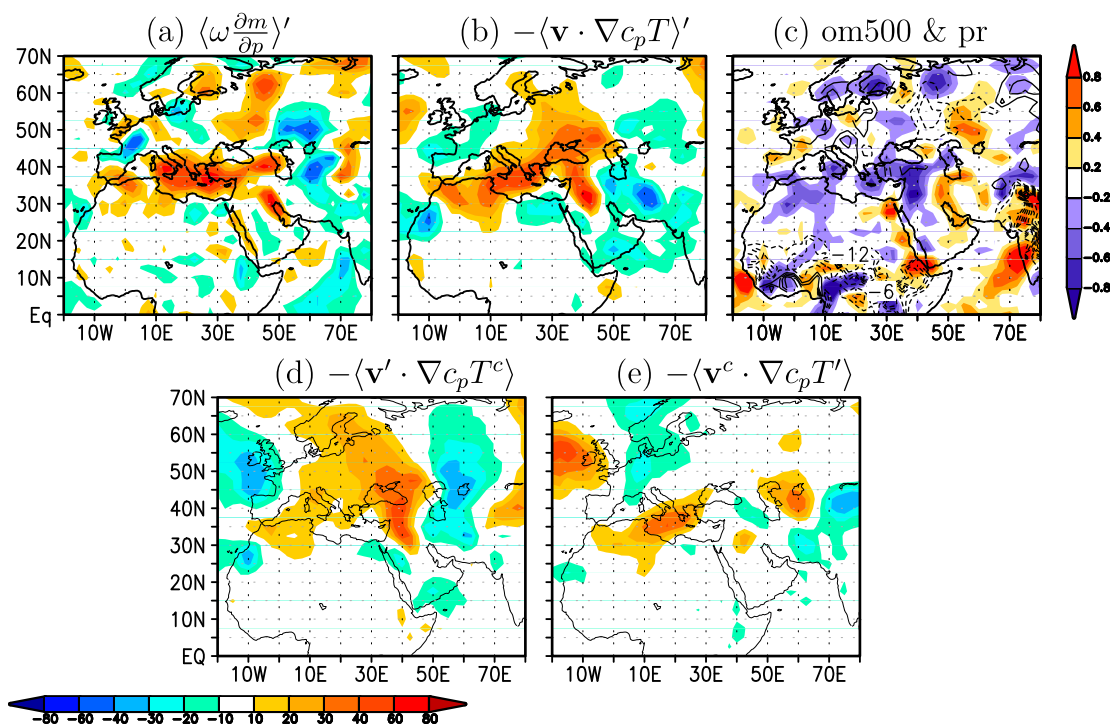 (a) ⟨ω ∂m/∂p⟩′
(b) −⟨v · ∇c_pT⟩′
(c) om500 & pr
70N
60N
50N
40N
30N
20N
10N
Eq
10W 10E 30E 50E 70E
10W 10E 30E 50E 70E
10W 10E 30E 50E 70E
4
−12
−6
0.8
0.6
0.4
0.2
−0.2
−0.4
−0.6
−0.8
(d) −⟨v′ · ∇c_pT^c⟩
(e) −⟨v^c · ∇c_pT′⟩
70N
60N
50N
40N
30N
20N
10N
EQ
10W 10E 30E 50E 70E
10W 10E 30E 50E 70E
−80 −60 −40 −30 −20 −10 10 20 30 40 60 80